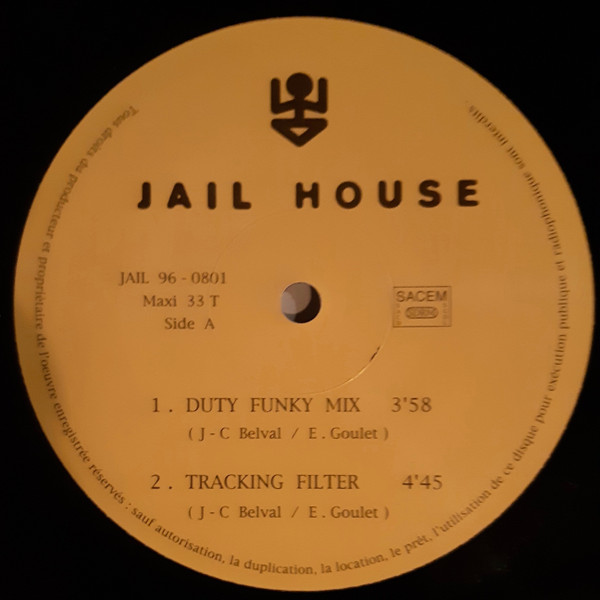 JAIL HOUSE
JAIL 96 - 0801
Maxi 33 T
Side A
SACEM
1. DUTY FUNKY MIX 3'58
( J - C Belval / E. Goulet )
2. TRACKING FILTER 4'45
( J - C Belval / E. Goulet )
Tous droits du producteur et propriétaire de l'oeuvre enregistrée réservés ; sauf autorisation, la duplication, la location, le prêt, l'utilisation de ce disque pour exécution publique et radiodiffusion sont interdits.